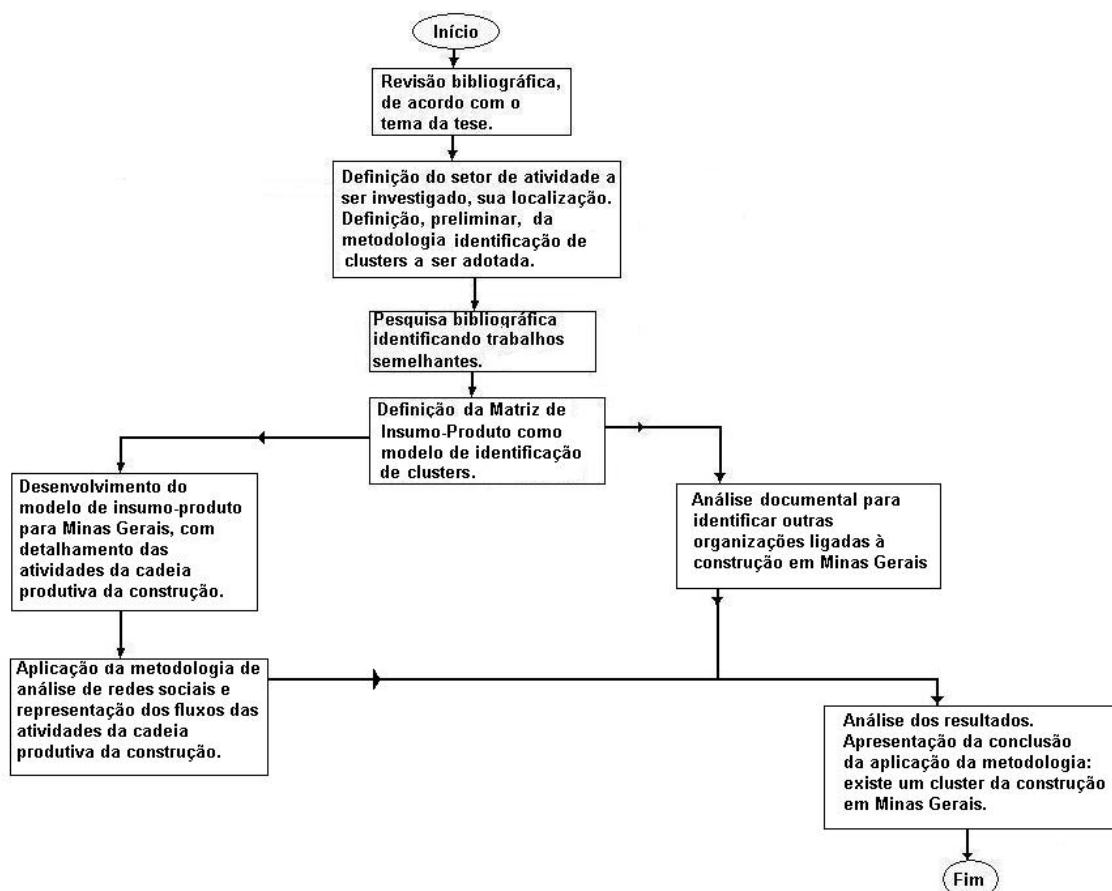 Início
Revisão bibliográfica,
de acordo com o
tema da tese.
Definição do setor de atividade a
ser investigado, sua localização.
Definição, preliminar, da
metodologia identificação de
clusters a ser adotada.
Pesquisa bibliográfica
identificando trabalhos
semelhantes.
Definição da Matriz de
Insumo-Produto como
modelo de identificação
de clusters.
Desenvolvimento do
modelo de insumo-produto
para Minas Gerais, com
detalhamento das
atividades da cadeia
produtiva da construção.
Análise documental para
identificar outras
organizações ligadas à
construção em Minas Gerais
Aplicação da metodologia de
análise de redes sociais e
representação dos fluxos das
atividades da cadeia
produtiva da construção.
Análise dos resultados.
Apresentação da conclusão
da aplicação da metodologia:
existe um cluster da construção
em Minas Gerais.
Fim